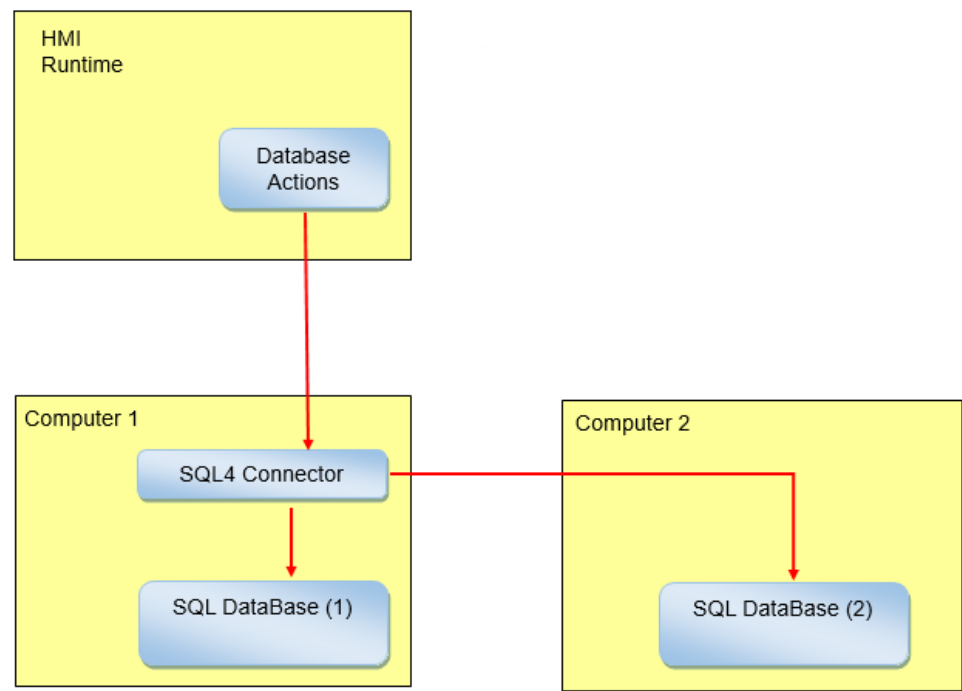 HMI
Runtime
Database
Actions
Computer 1
SQL4 Connector
SQL DataBase (1)
Computer 2
SQL DataBase (2)